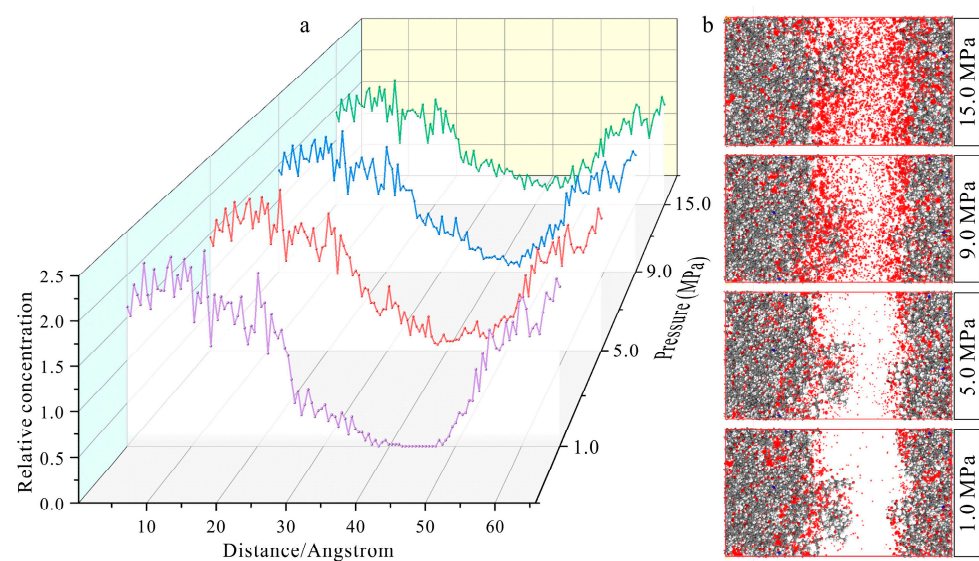 a
b
2.5
2.0
1.5
1.0
0.5
0.0
Relative concentration
10
20
30
40
50
60
Distance/Angstrom
1.0
5.0
9.0
15.0
Pressure (MPa)
15.0 MPa
9.0 MPa
5.0 MPa
1.0 MPa